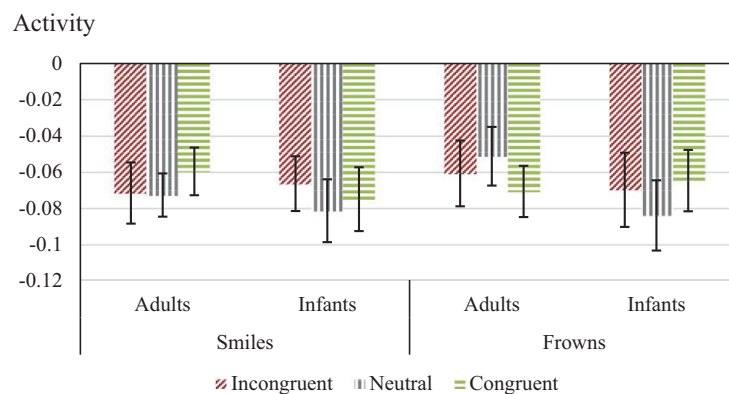 Activity
0
-0.02
-0.04
-0.06
-0.08
-0.1
-0.12
Adults Infants Adults Infants
Smiles Frowns
Incongruent Neutral Congruent